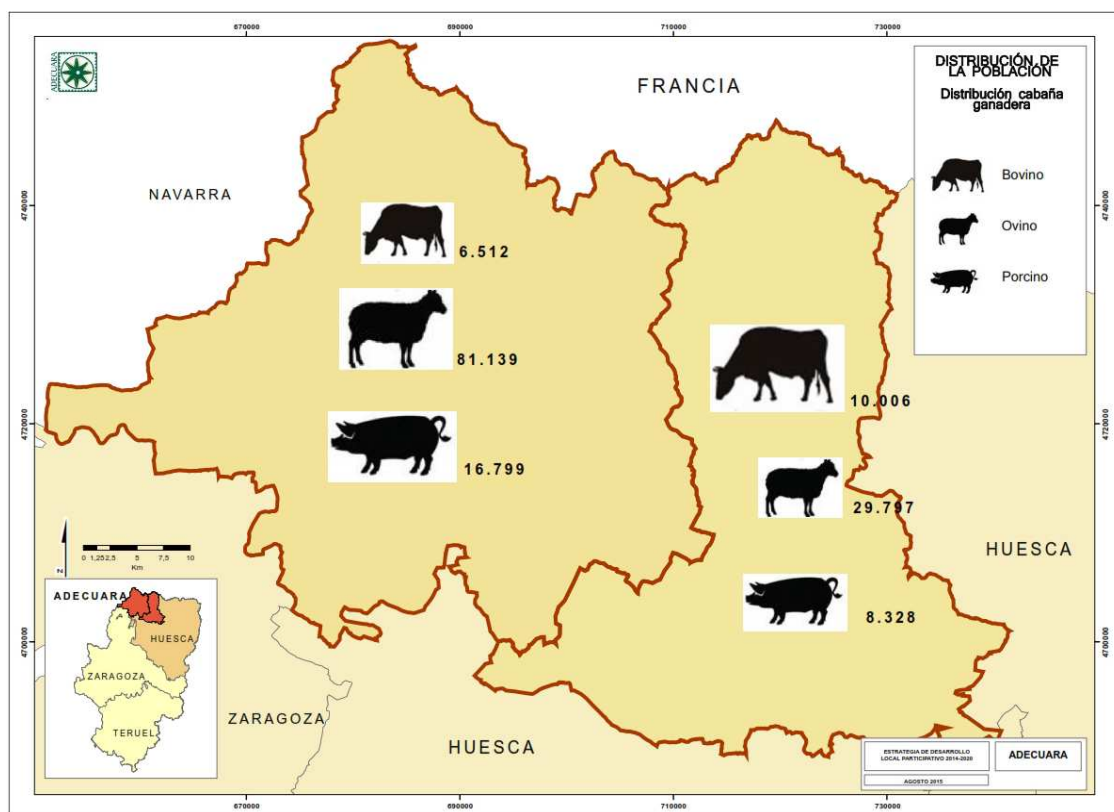 670000
690000
710000
730000
ADECUARA
FRANCIA
DISTRIBUCIÓN DE
LA POBLACIÓN
Distribución cabaña
ganadera
Bovino
Ovino
Porcino
NAVARRA
4740000
4740000
6.512
81.139
16.799
10.006
29.797
8.328
4720000
4720000
HUESCA
N
0 1,25 2,5 5 7,5 10
Km
ADECUARA
HUESCA
ZARAGOZA
TERUEL
4700000
4700000
ZARAGOZA
HUESCA
ESTRATEGIA DE DESARROLLO
LOCAL PARTICIPATIVO 2014-2020
AGOSTO 2015
ADECUARA
670000
690000
710000
730000